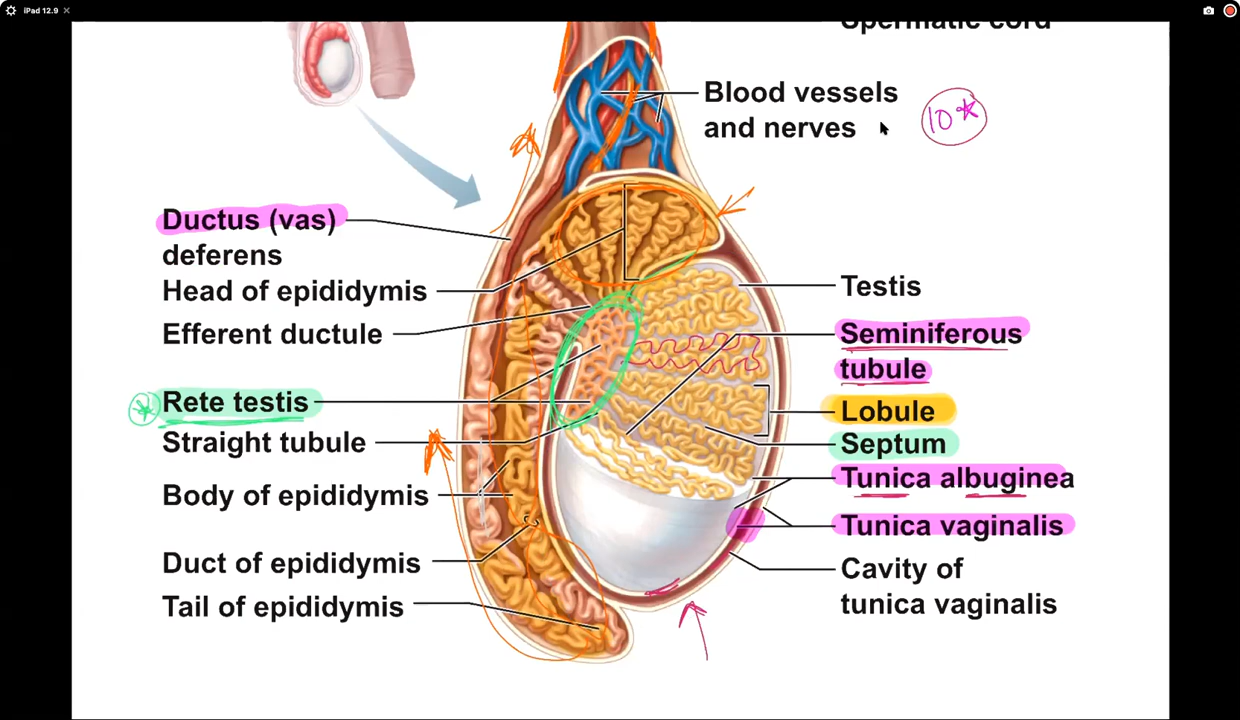 iPad 12.9
Spermatic cord
Blood vessels
and nerves
10*
Ductus (vas)
deferens
Head of epididymis
Efferent ductule
Rete testis
Straight tubule
Body of epididymis
Duct of epididymis
Tail of epididymis
Testis
Seminiferous
tubule
Lobule
Septum
Tunica albuginea
Tunica vaginalis
Cavity of
tunica vaginalis